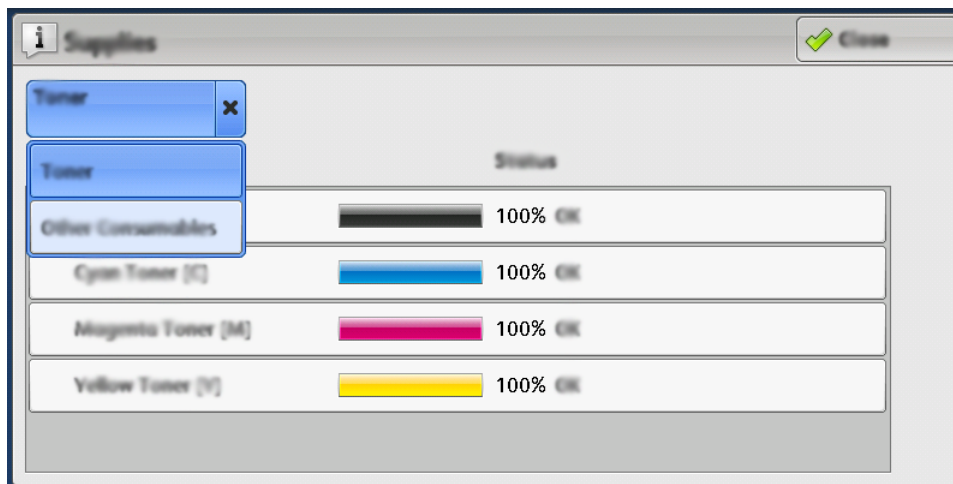 Supplies
Close
Toner
Status
Toner
100% OK
Other Consumables
Cyan Toner [C]
100% OK
Magenta Toner [M]
100% OK
Yellow Toner [Y]
100% OK